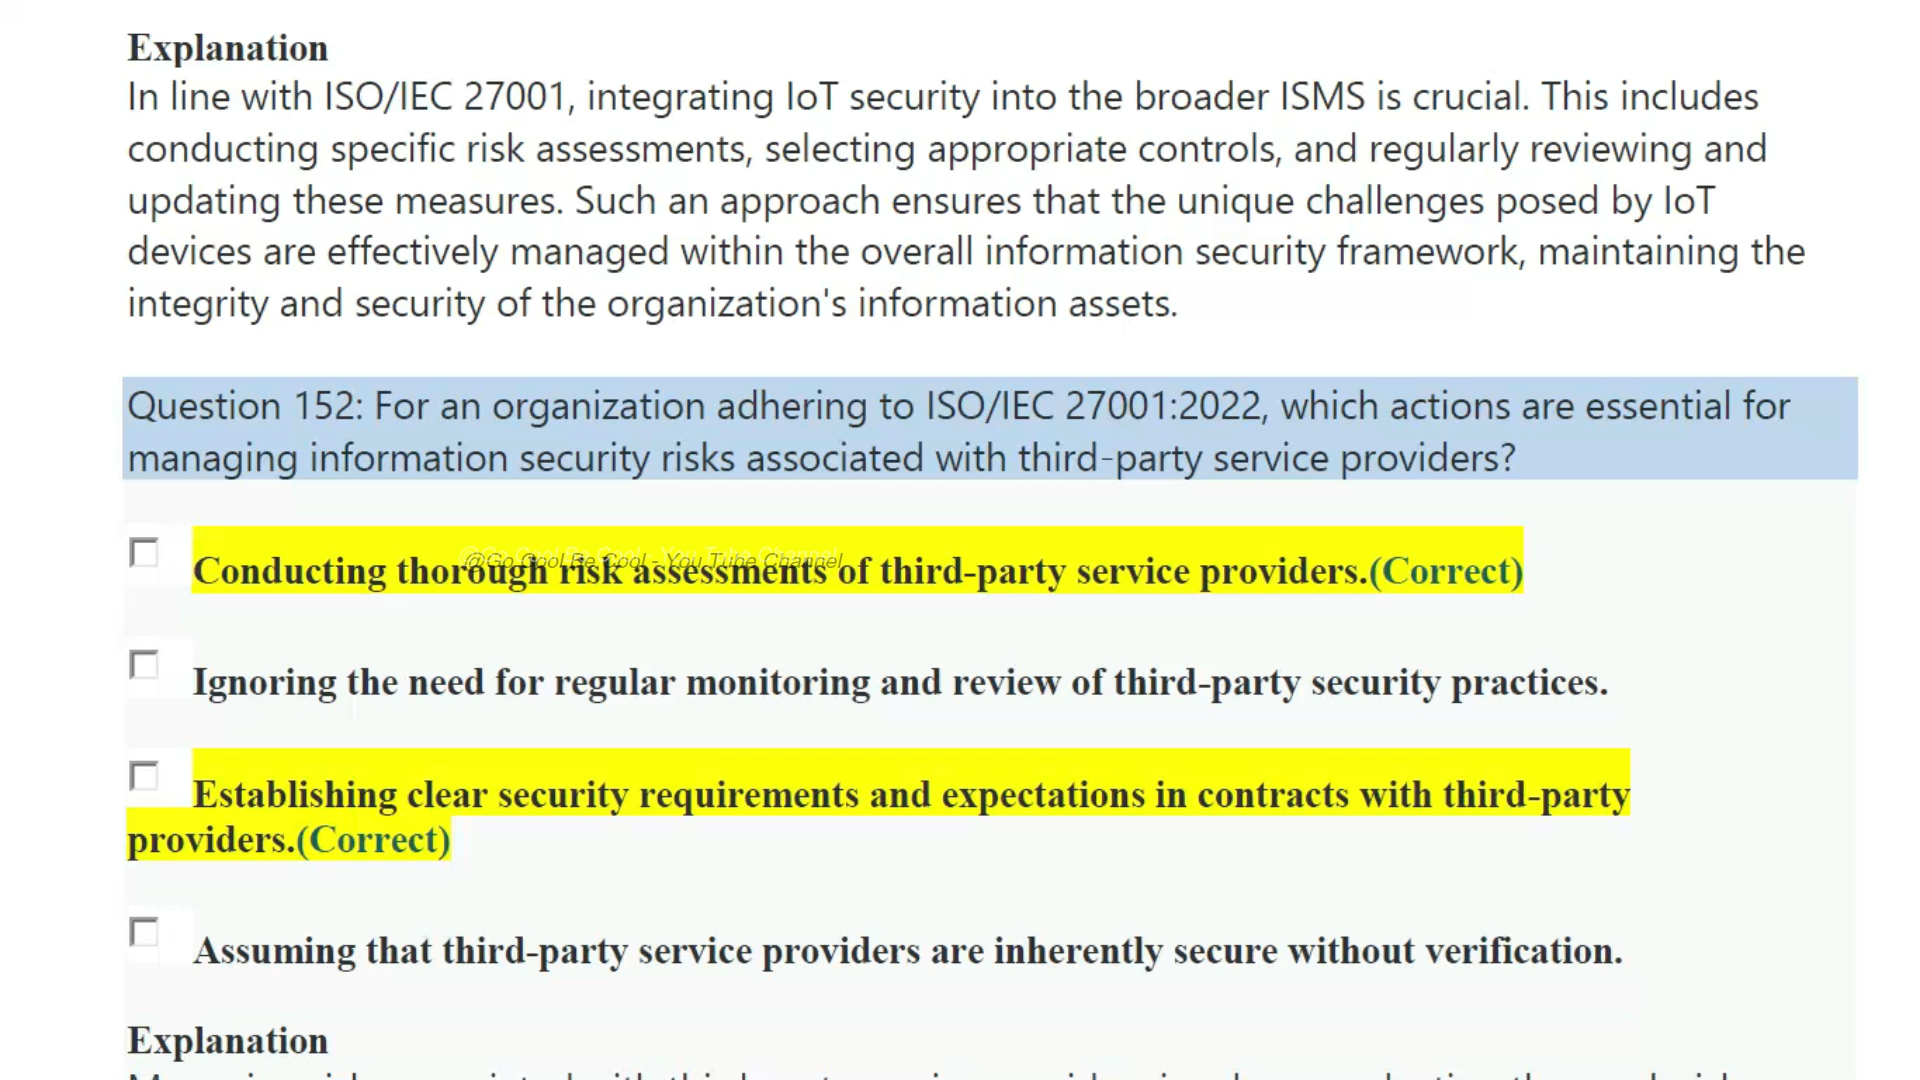 Explanation
In line with ISO/IEC 27001, integrating IoT security into the broader ISMS is crucial. This includes
conducting specific risk assessments, selecting appropriate controls, and regularly reviewing and
updating these measures. Such an approach ensures that the unique challenges posed by IoT
devices are effectively managed within the overall information security framework, maintaining the
integrity and security of the organization's information assets.
Question 152: For an organization adhering to ISO/IEC 27001:2022, which actions are essential for
managing information security risks associated with third-party service providers?
@Go Cool Be Cool - You Tube Channel
Conducting thorough risk assessments of third-party service providers.(Correct)
Ignoring the need for regular monitoring and review of third-party security practices.
Establishing clear security requirements and expectations in contracts with third-party
providers.(Correct)
Assuming that third-party service providers are inherently secure without verification.
Explanation